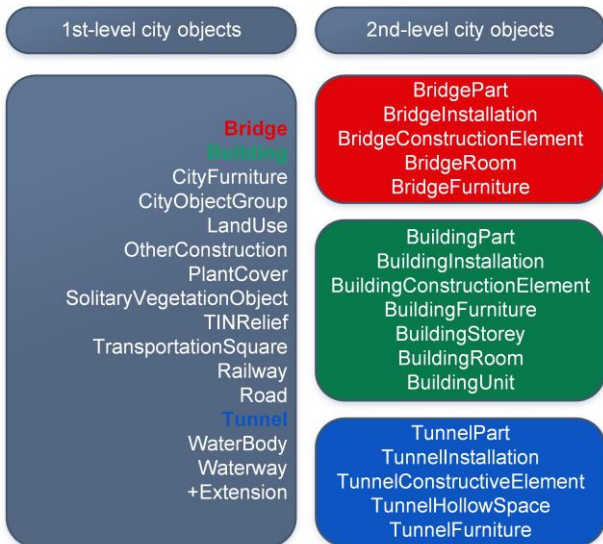 1st-level city objects
2nd-level city objects
Bridge
Building
CityFurniture
CityObjectGroup
LandUse
OtherConstruction
PlantCover
SolitaryVegetationObject
TINRelief
TransportationSquare
Railway
Road
Tunnel
WaterBody
Waterway
+Extension
BridgePart
BridgeInstallation
BridgeConstructionElement
BridgeRoom
BridgeFurniture
BuildingPart
BuildingInstallation
BuildingConstructionElement
BuildingFurniture
BuildingStorey
BuildingRoom
BuildingUnit
TunnelPart
TunnelInstallation
TunnelConstructiveElement
TunnelHollowSpace
TunnelFurniture